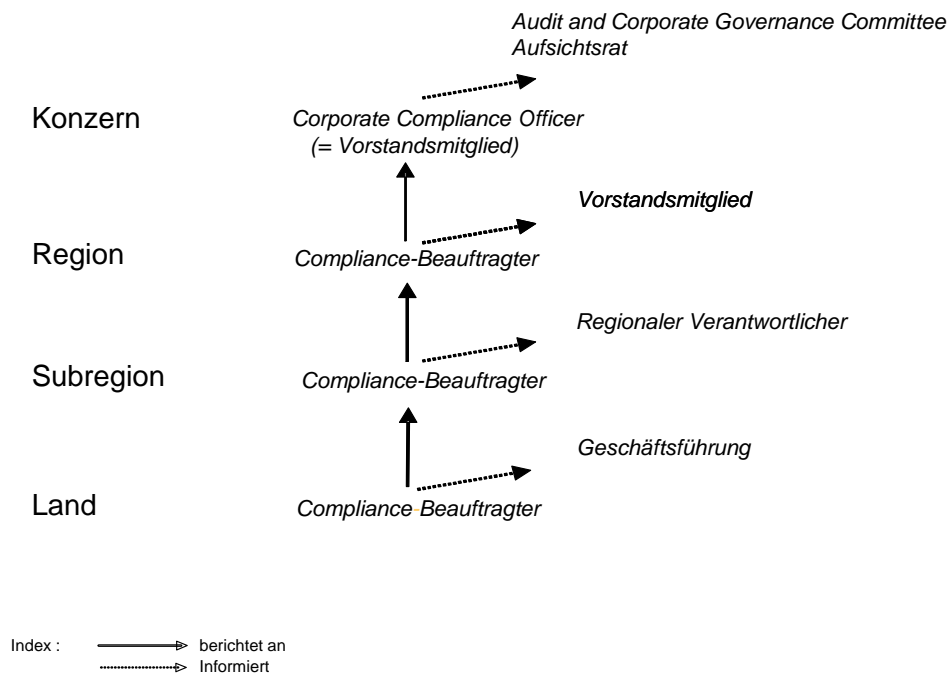 Audit and Corporate Governance Committee
Aufsichtsrat
Konzern
Corporate Compliance Officer
(= Vorstandsmitglied)
Vorstandsmitglied
Region
Compliance-Beauftragter
Regionaler Verantwortlicher
Subregion
Compliance-Beauftragter
Geschäftsführung
Land
Compliance-Beauftragter
Index :
berichtet an
Informiert